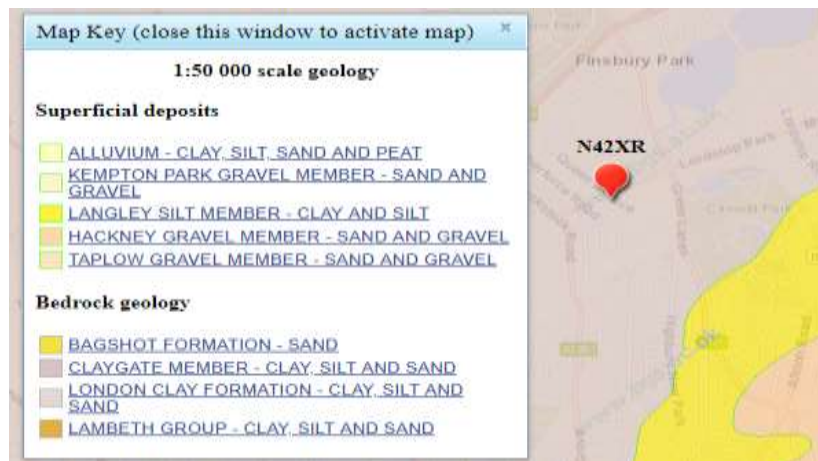 Map Key (close this window to activate map) ×
1:50 000 scale geology
Superficial deposits
ALLUVIUM - CLAY, SILT, SAND AND PEAT
KEMPTON PARK GRAVEL MEMBER - SAND AND
GRAVEL
LANGLEY SILT MEMBER - CLAY AND SILT
HACKNEY GRAVEL MEMBER - SAND AND GRAVEL
TAPLOW GRAVEL MEMBER - SAND AND GRAVEL
Bedrock geology
BAGSHOT FORMATION - SAND
CLAYGATE MEMBER - CLAY, SILT AND SAND
LONDON CLAY FORMATION - CLAY, SILT AND
SAND
LAMBETH GROUP - CLAY, SILT AND SAND
Finsbury Park
N42XR
Green Lanes